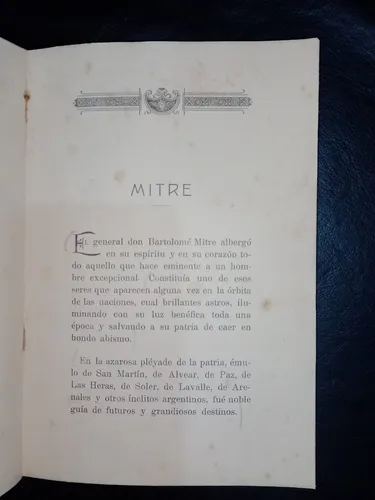 MITRE
El general don Bartolomé Mitre albergó
en su espíritu y en su corazón to-
do aquello que hace eminente a un hom-
bre excepcional Constituía uno de esos
seres que aparecen alguna vez en la órbita
de las naciones, cual brillantes astros, ilu-
minando con su luz benéfica toda una
época y salvando a su patria de caer en
hondo abismo.
En la azarosa pléyade de la patria, ému-
lo de San Martín, de Alvear, de Paz, de
Las Heras, de Soler, de Lavalle, de Are-
nales y otros ínclitos argentinos, fué noble
guía de futuros y grandiosos destinos.